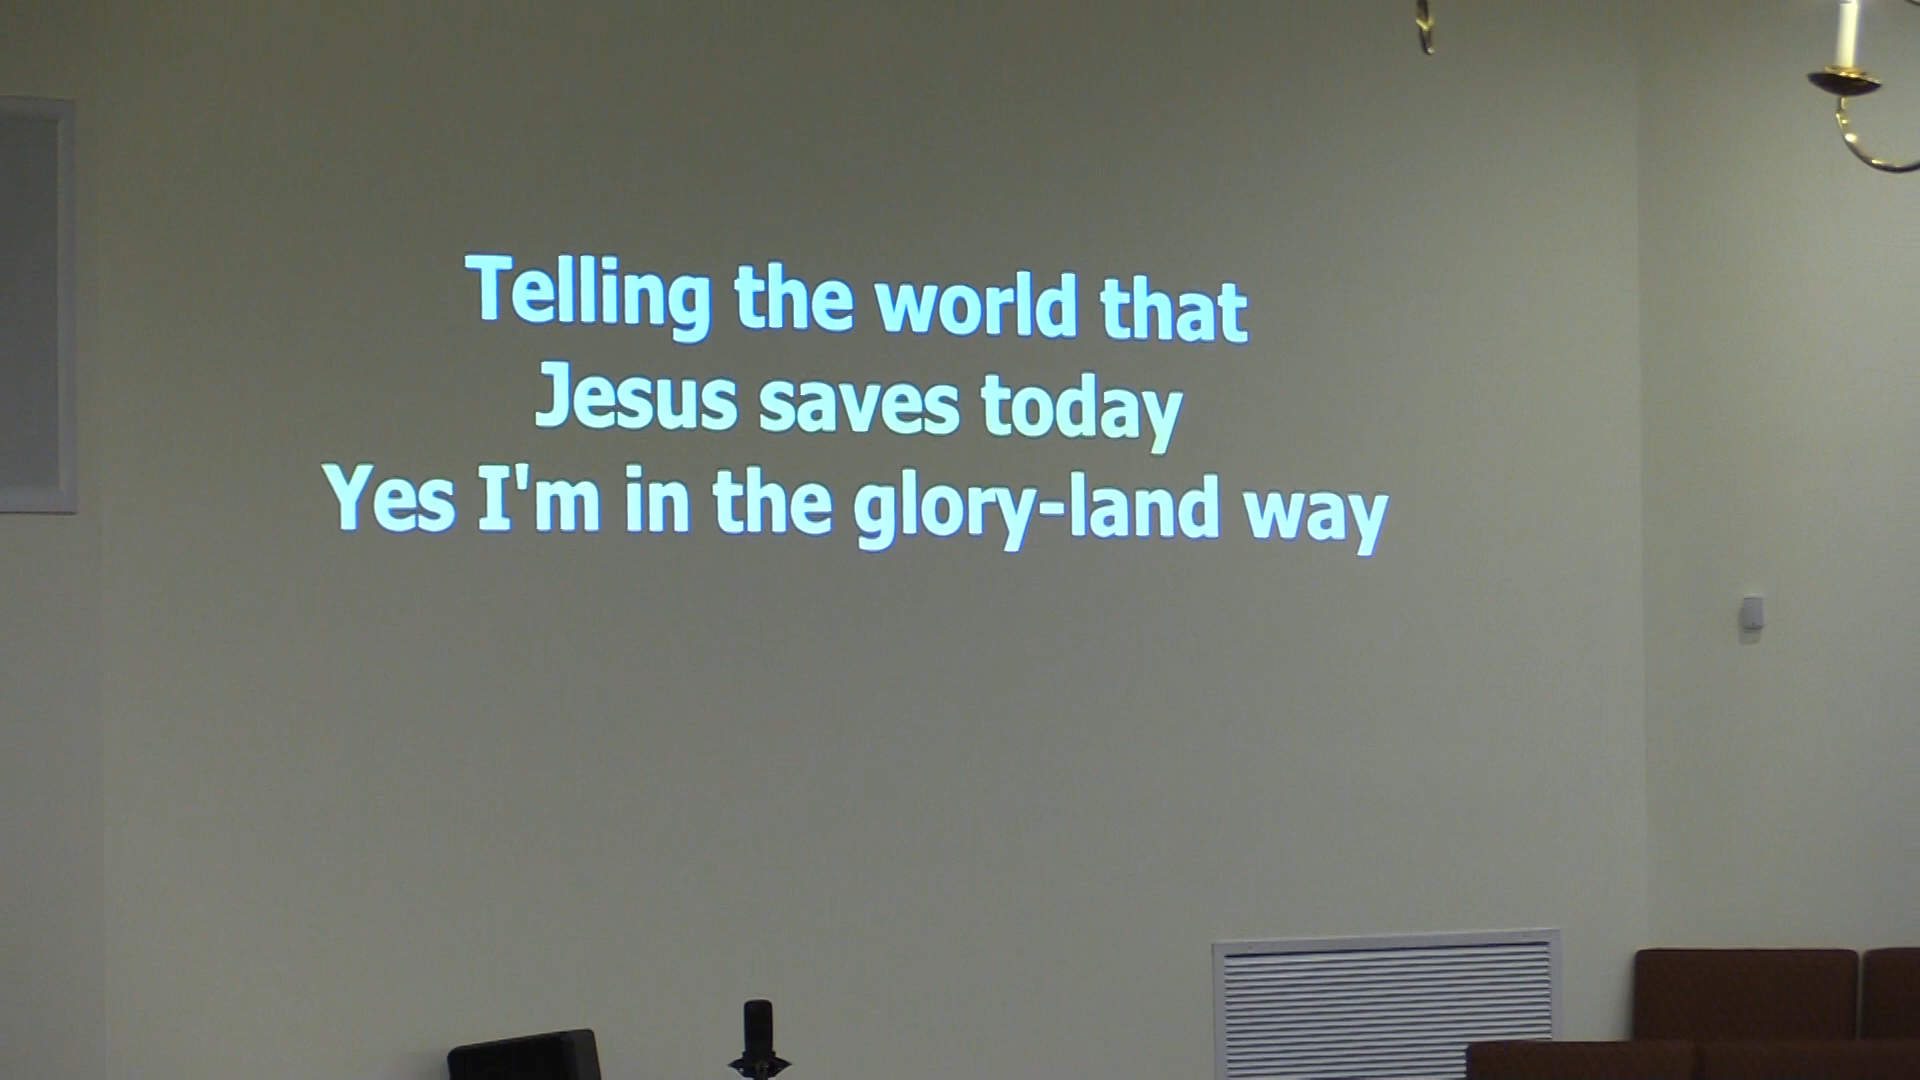 Telling the world that
Jesus saves today
Yes I'm in the glory-land way